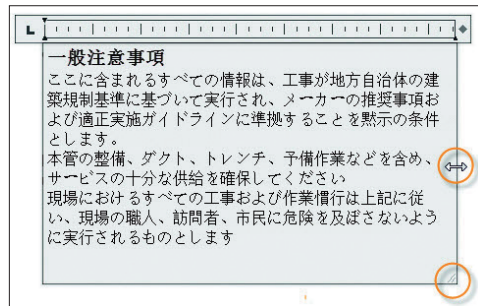 一般注意事項
ここに含まれるすべての情報は、工事が地方自治体の建
築規制基準に基づいて実行され、メーカーの推奨事項お
よび適正実施ガイドラインに準拠することを黙示の条件
とします。
本管の整備、ダクト、トレンチ、予備作業などを含め、
サービスの十分な供給を確保してください
現場におけるすべての工事および作業慣行は上記に従
い、現場の職人、訪問者、市民に危険を及ぼさないよう
に実行されるものとします